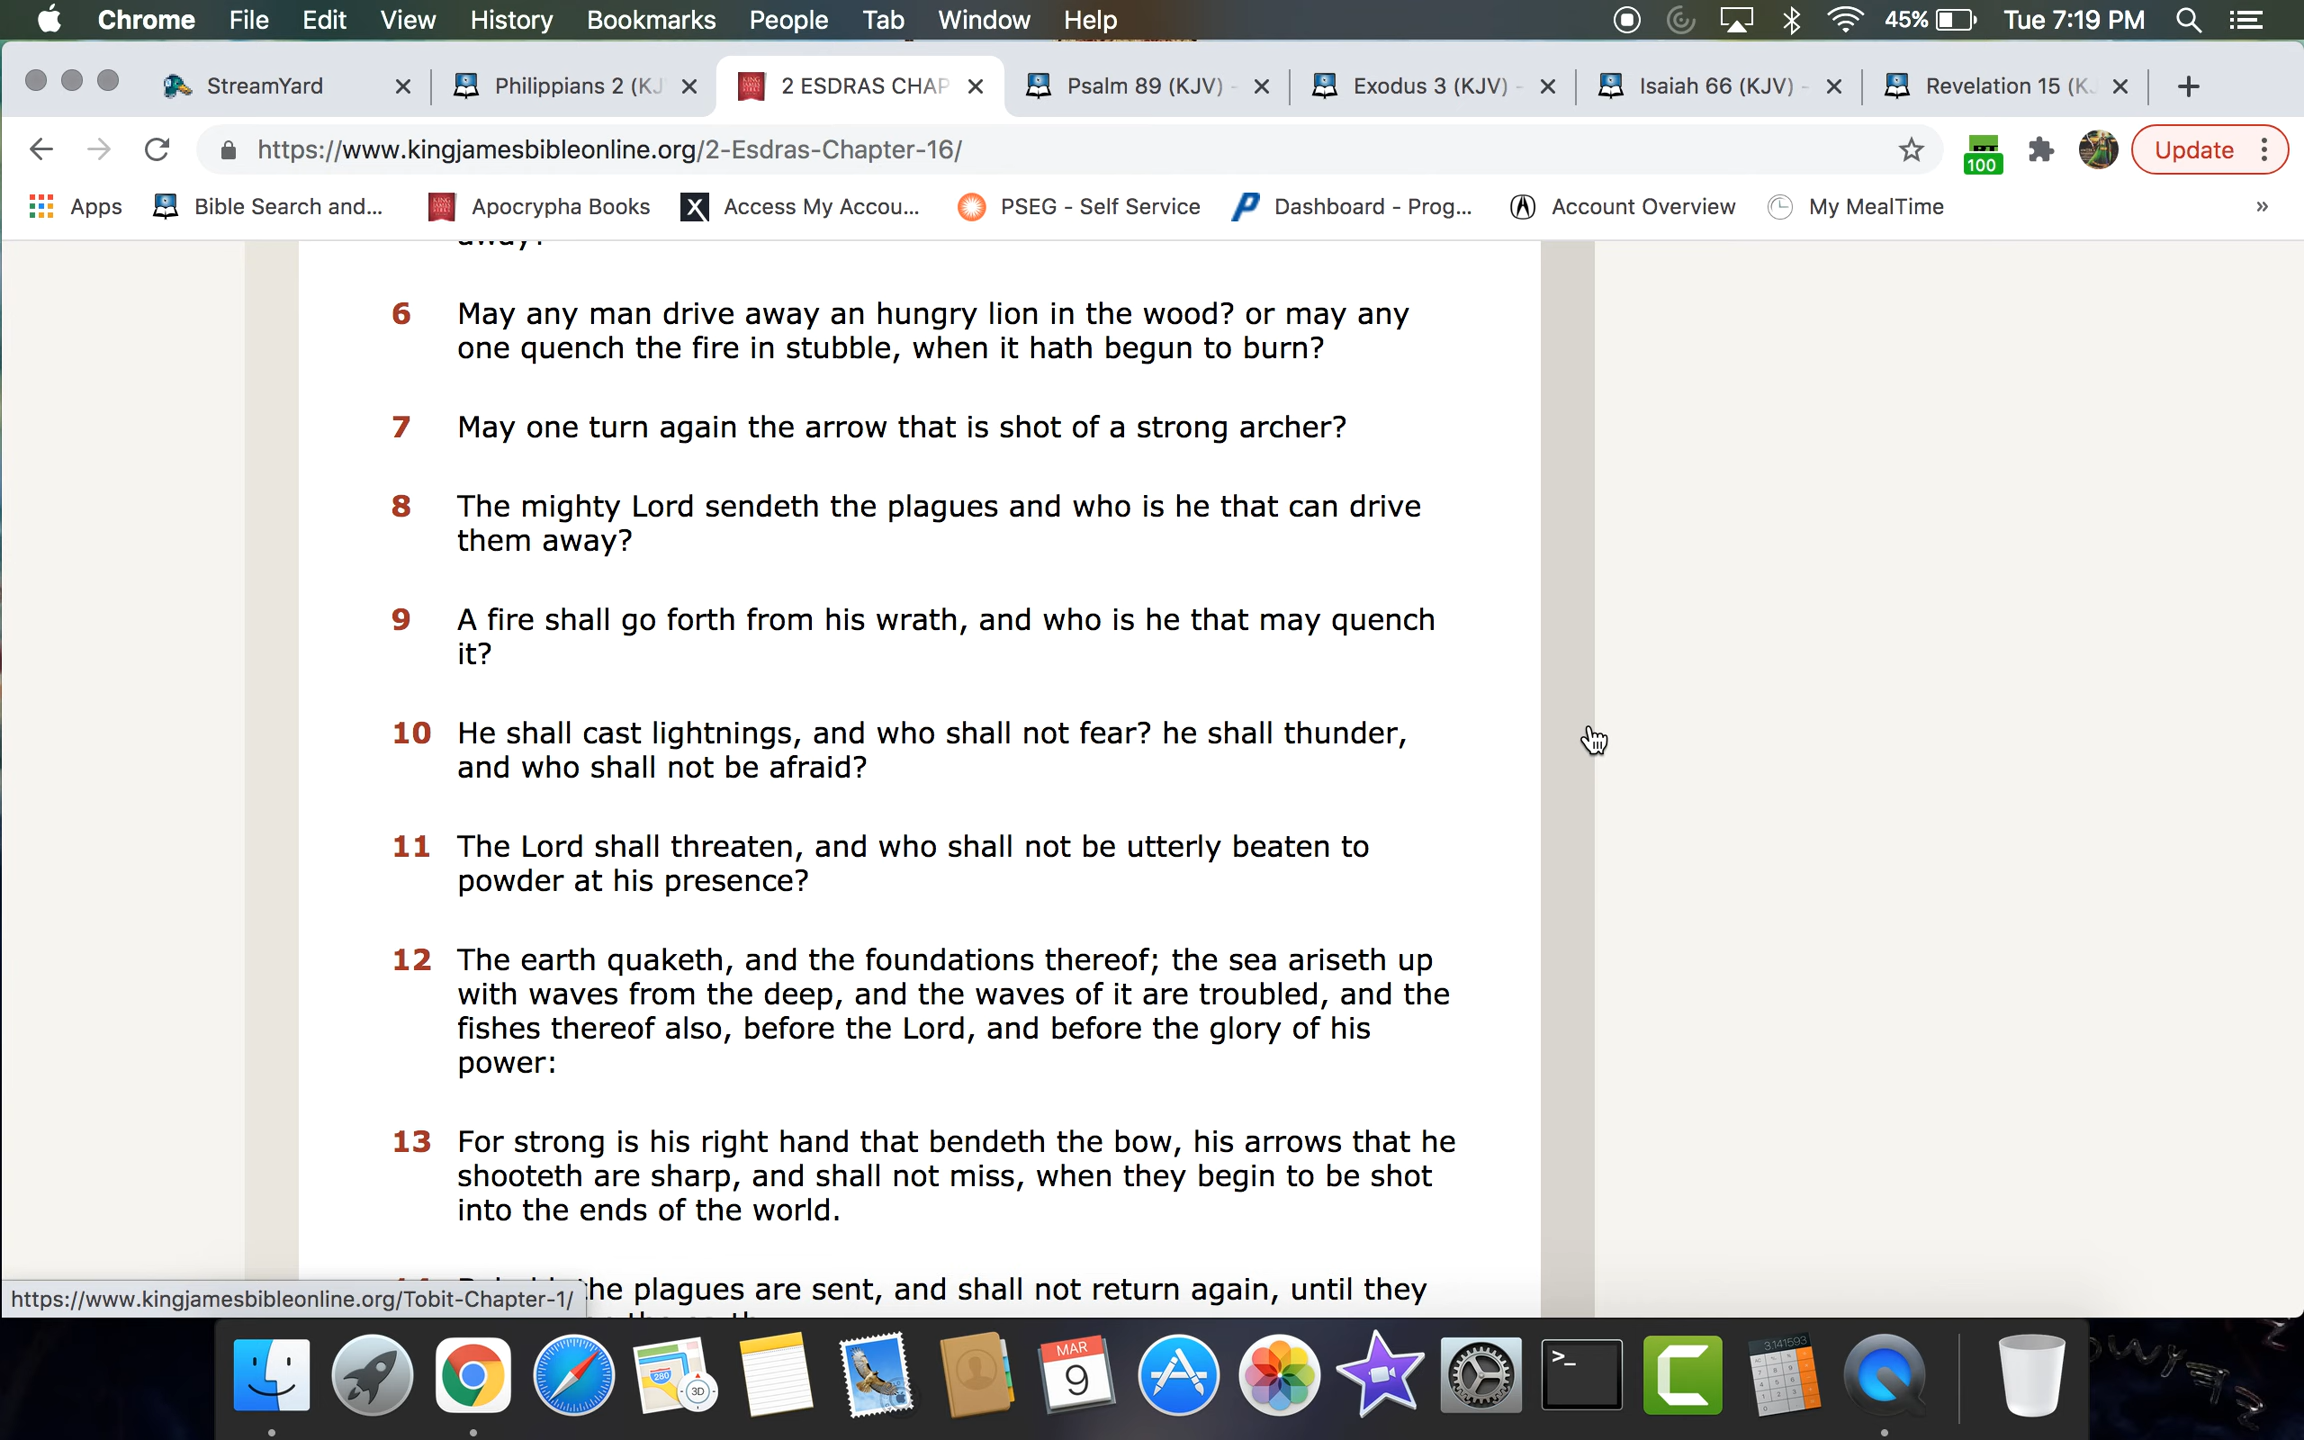 Chrome File Edit View History Bookmarks People Tab Window Help 45% Tue 7:19 PM
StreamYard Philippians 2 (KJ 2 ESDRAS CHAP Psalm 89 (KJV) - Exodus 3 (KJV) - Isaiah 66 (KJV) - Revelation 15 (K
https://www.kingjamesbibleonline.org/2-Esdras-Chapter-16/ 100 Update
Apps Bible Search and... Apocrypha Books Access My Accou... PSEG - Self Service Dashboard - Prog... Account Overview My MealTime »
away?
6 May any man drive away an hungry lion in the wood? or may any
one quench the fire in stubble, when it hath begun to burn?
7 May one turn again the arrow that is shot of a strong archer?
8 The mighty Lord sendeth the plagues and who is he that can drive
them away?
9 A fire shall go forth from his wrath, and who is he that may quench
it?
10 He shall cast lightnings, and who shall not fear? he shall thunder,
and who shall not be afraid?
11 The Lord shall threaten, and who shall not be utterly beaten to
powder at his presence?
12 The earth quaketh, and the foundations thereof; the sea ariseth up
with waves from the deep, and the waves of it are troubled, and the
fishes thereof also, before the Lord, and before the glory of his
power:
13 For strong is his right hand that bendeth the bow, his arrows that he
shooteth are sharp, and shall not miss, when they begin to be shot
into the ends of the world.
the plagues are sent, and shall not return again, until they
https://www.kingjamesbibleonline.org/Tobit-Chapter-1/
280 3D MAR 9 >_ 3.141593